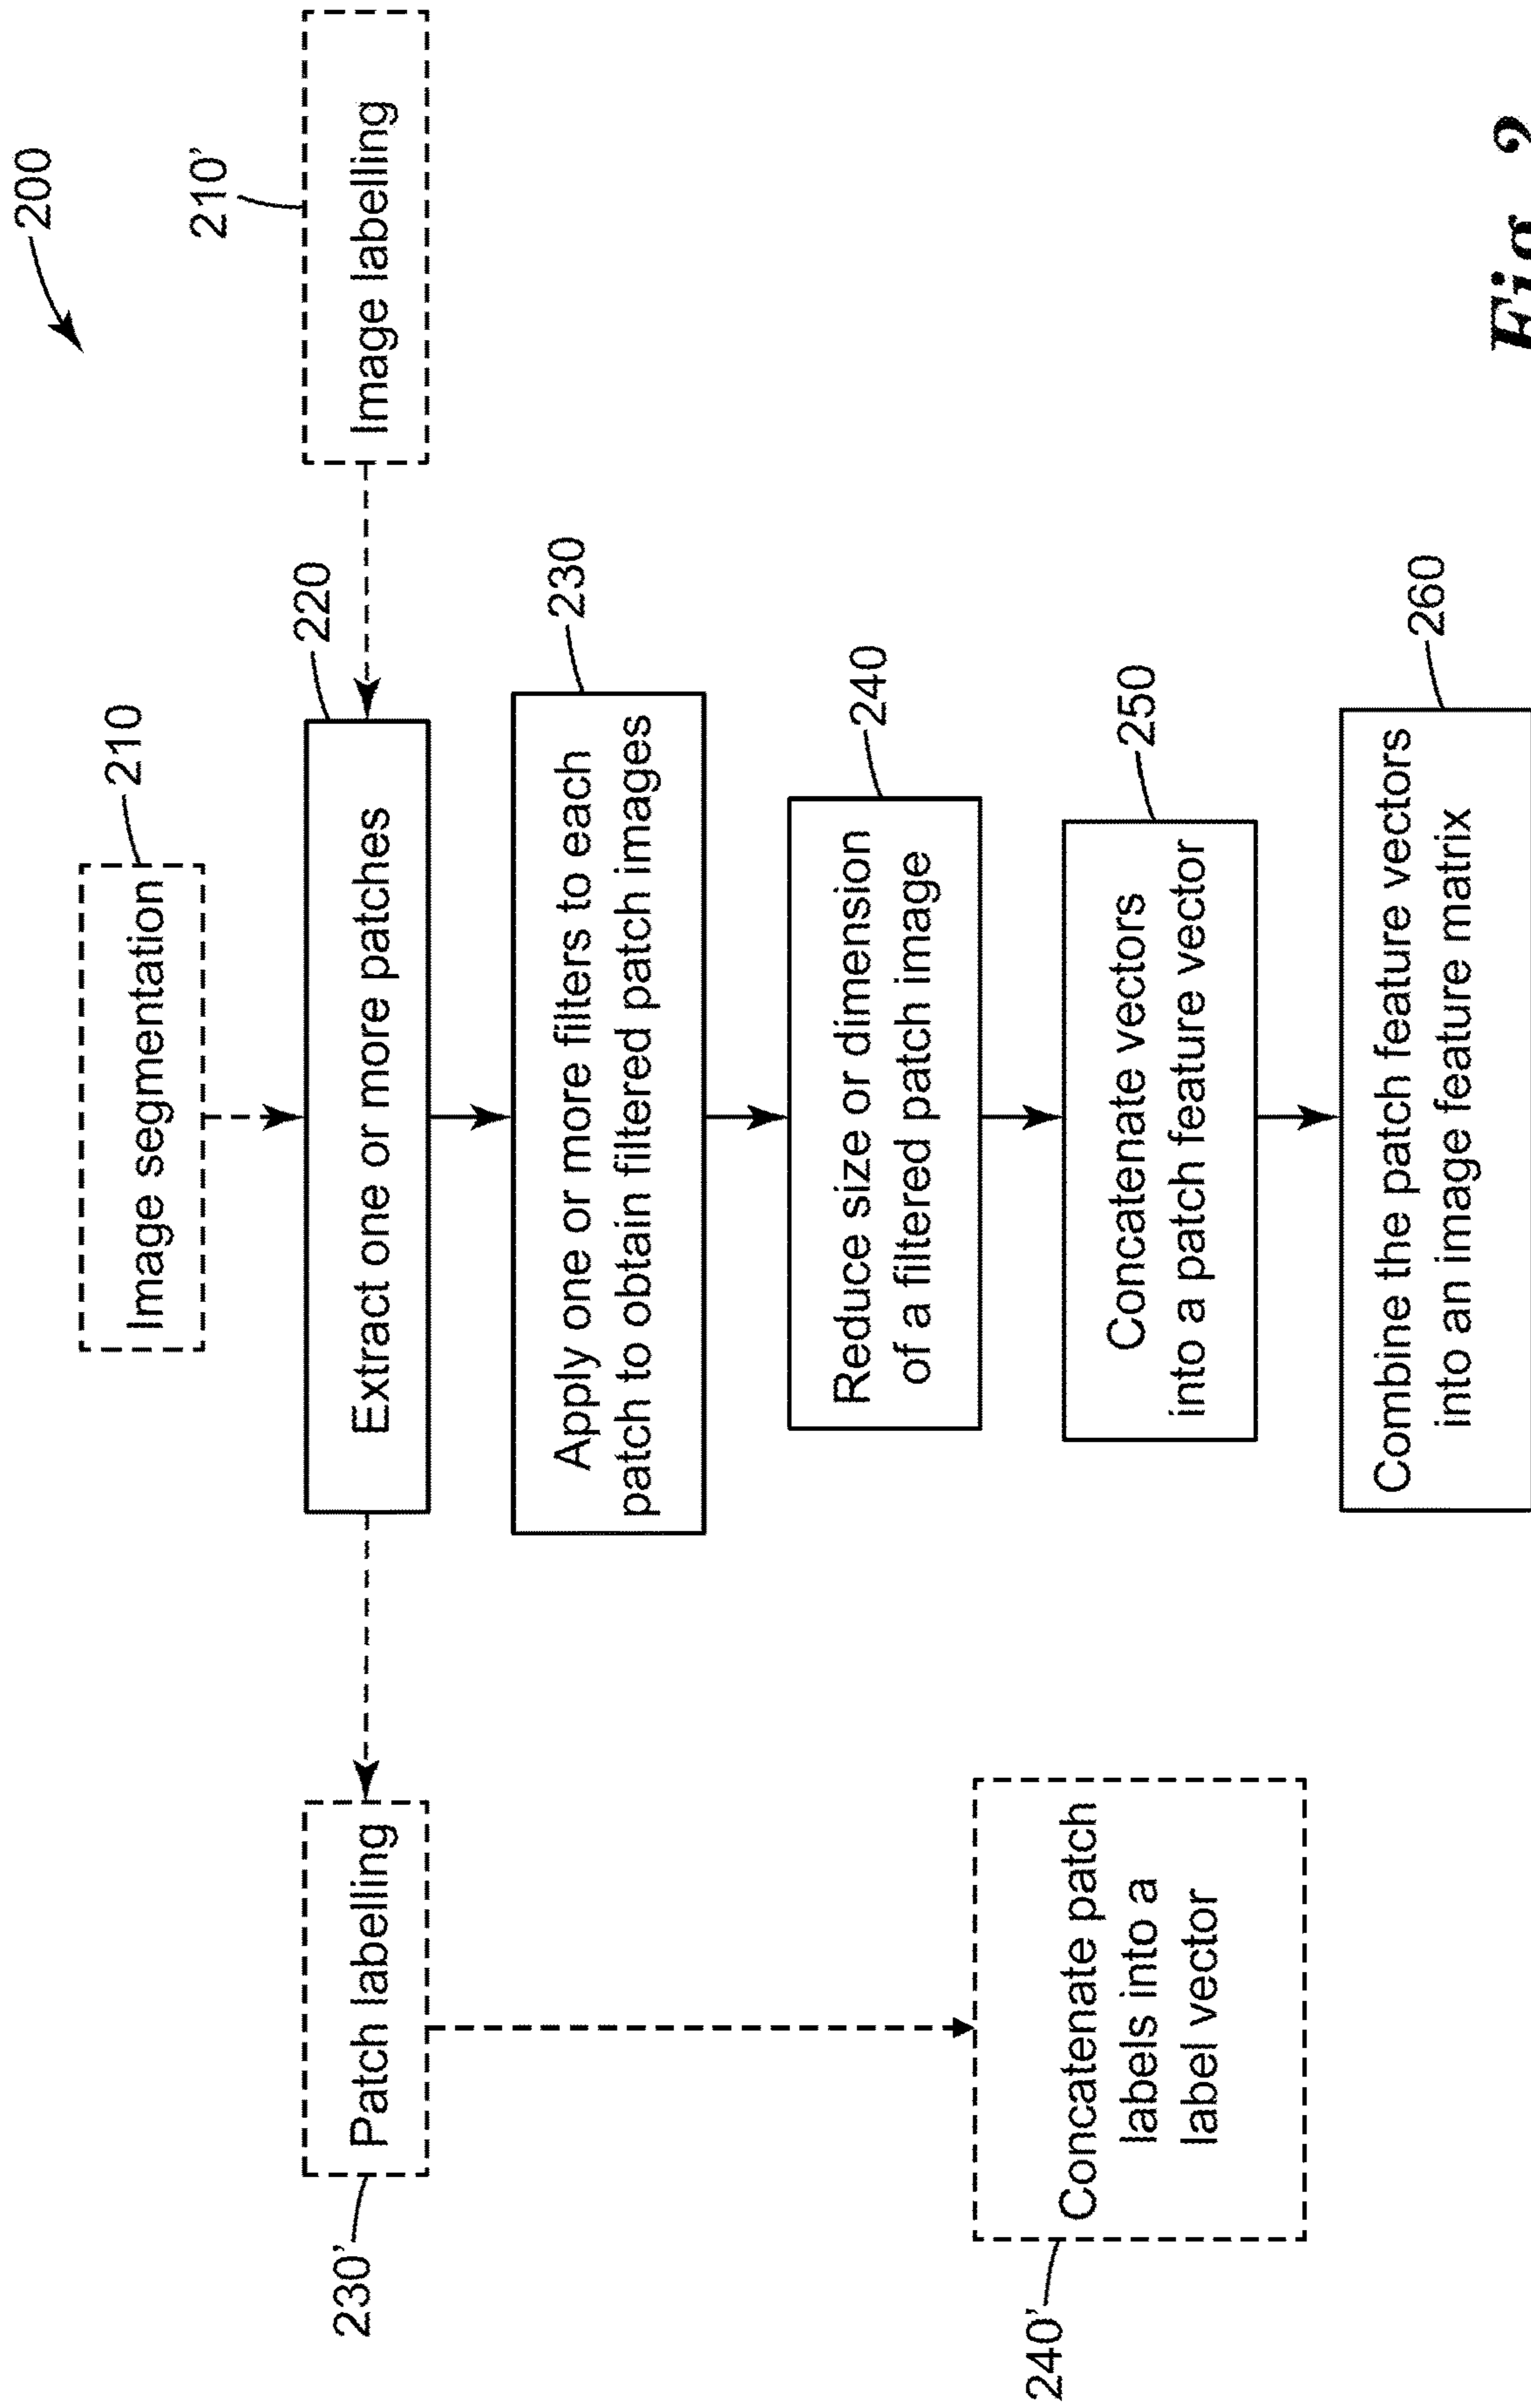 200
210
Image segmentation
210'
Image labelling
220
Extract one or more patches
230'
Patch labelling
230
Apply one or more filters to each
patch to obtain filtered patch images
240
Reduce size or dimension
of a filtered patch image
240'
Concatenate patch
labels into a
label vector
250
Concatenate vectors
into a patch feature vector
260
Combine the patch feature vectors
into an image feature matrix
Fig. 2